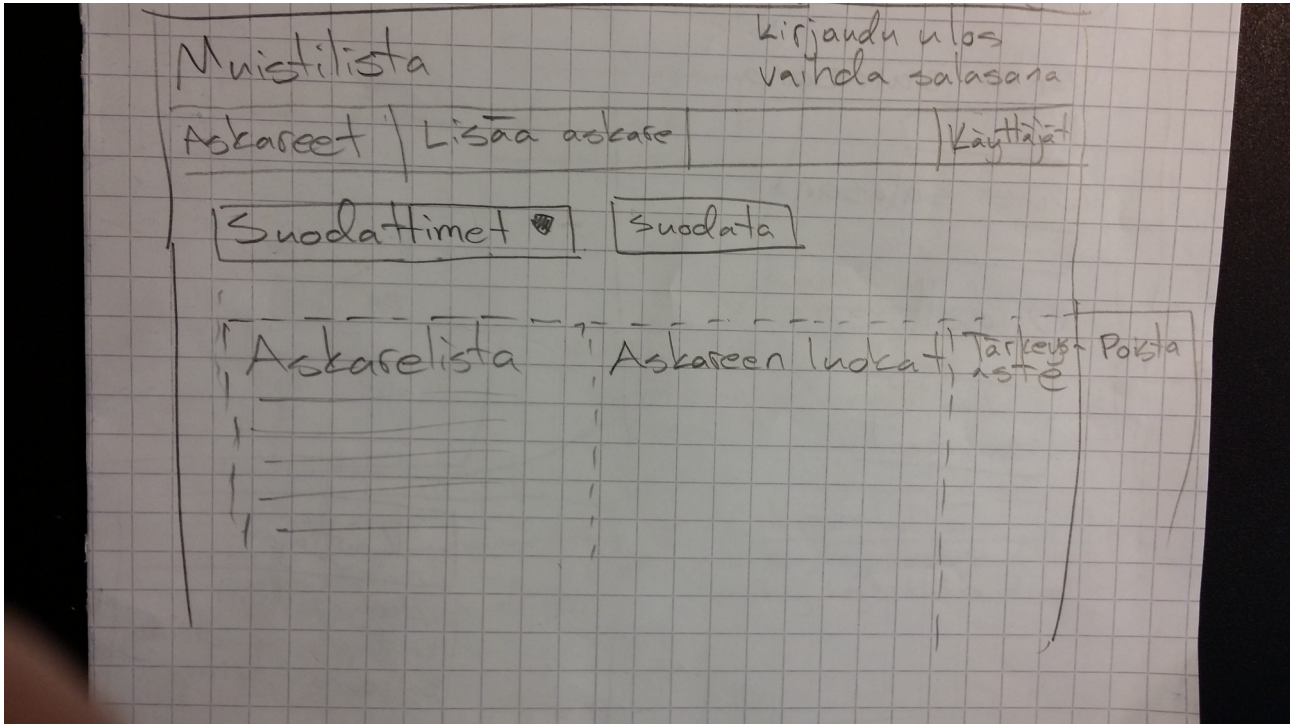 Muistilista
Kirjaudu ulos
vaihda salasana
Askareet
Lisää askare
Käyttäjät
Suodattimet
suodata
Askarelista
Askareen luokat
Tärkeys-
aste
Poista